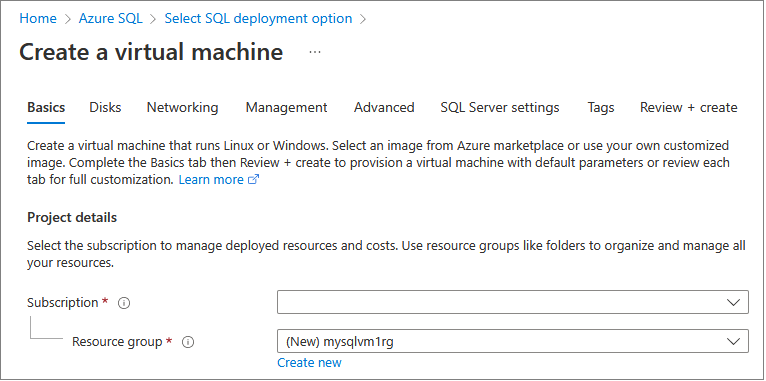 Home > Azure SQL > Select SQL deployment option >
Create a virtual machine ...
Basics Disks Networking Management Advanced SQL Server settings Tags Review + create
Create a virtual machine that runs Linux or Windows. Select an image from Azure marketplace or use your own customized
image. Complete the Basics tab then Review + create to provision a virtual machine with default parameters or review each
tab for full customization. Learn more
Project details
Select the subscription to manage deployed resources and costs. Use resource groups like folders to organize and manage all
your resources.
Subscription *
Resource group * (New) mysqlvm1rg
Create new